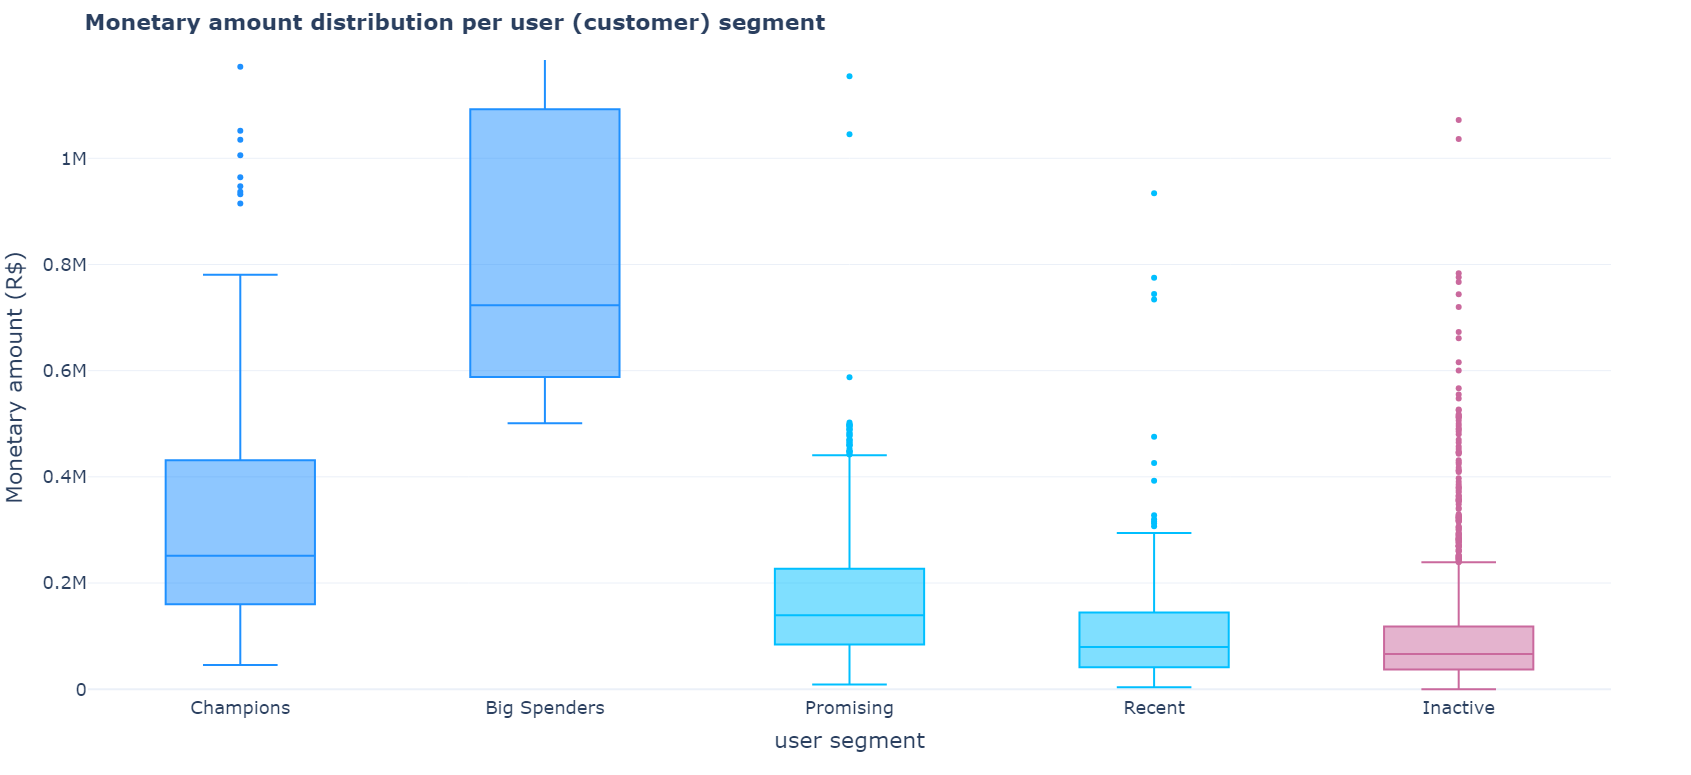 Monetary amount distribution per user (customer) segment
Monetary amount (R$)
1M
0.8M
0.6M
0.4M
0.2M
0
Champions
Big Spenders
Promising
Recent
Inactive
user segment